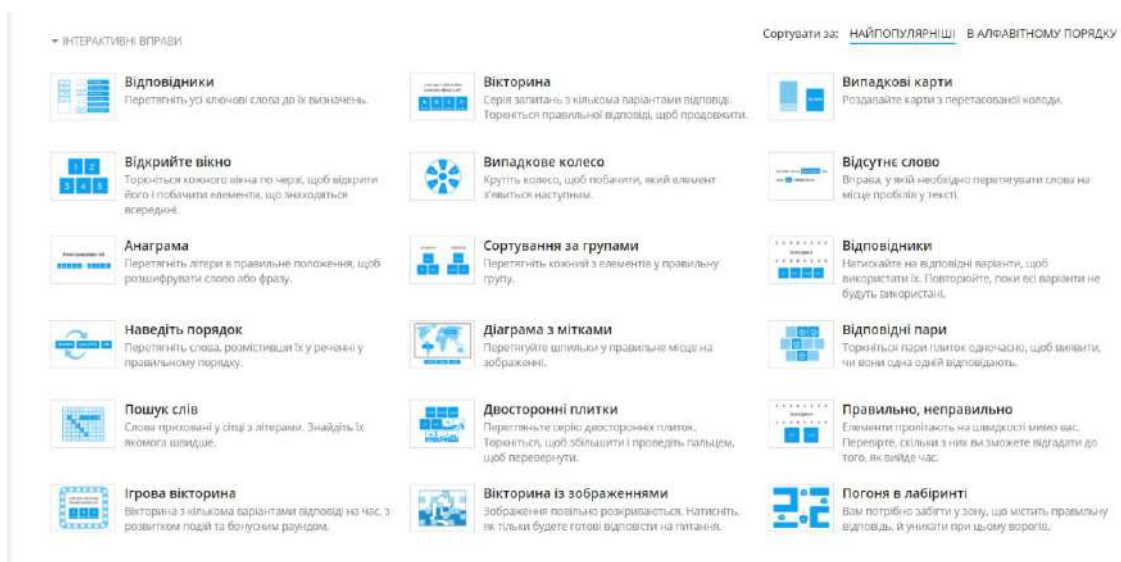 Сортувати за: НАЙПОПУЛЯРНІШІ В АЛФАВІТНОМУ ПОРЯДКУ
ІНТЕРАКТИВНІ ВПРАВИ
Відповідники
Перетягніть усі ключові слова до їх визначень.
Вікторина
Серія запитань з кількома варіантами відповіді.
Торкніться правильної відповіді, щоб продовжити.
Випадкові карти
Роздавайте карти з перетасованої колоди.
Відкрийте вікно
Торкніться кожного вікна по черзі, щоб відкрити
його і побачити елементи, що знаходяться
всередині.
Випадкове колесо
Крутіть колесо, щоб побачити, який елемент
з'явиться наступним.
Відсутнє слово
Вправа, у якій необхідно перетягувати слова на
місце пробілів у тексті.
Анаграма
Перетягніть літери в правильне положення, щоб
розшифрувати слово або фразу.
Сортування за групами
Перетягніть кожний з елементів у правильну
групу.
Відповідники
Натискайте на відповідні варіанти, щоб
використати їх. Повторюйте, поки всі варіанти не
будуть використані.
Наведіть порядок
Перетягніть слова, розмістивши їх у реченні у
правильному порядку.
Діаграма з мітками
Перетягуйте шпильки у правильне місце на
зображенні.
Відповідні пари
Торкніться пари плиток одночасно, щоб виявити,
чи вони одна одній відповідають.
Пошук слів
Слова приховані у сітці з літерами. Знайдіть їх
якомога швидше.
Двосторонні плитки
Перегляньте серію двосторонніх плиток.
Торкніться, щоб збільшити і проведіть пальцем,
щоб перевернути.
Правильно, неправильно
Елементи пролітають на швидкості мимо вас.
Перевірте, скільки з них ви зможете відгадати до
того, як вийде час.
Ігрова вікторина
Вікторина з кількома варіантами відповіді на час, з
розвитком подій та бонусним раундом.
Вікторина із зображеннями
Зображення повільно розкриваються. Натисніть,
як тільки будете готові відповісти на питання.
Погоня в лабіринті
Вам потрібно забігти у зону, що містить правильну
відповідь, й уникати при цьому ворогів.
1 2
3 4 5